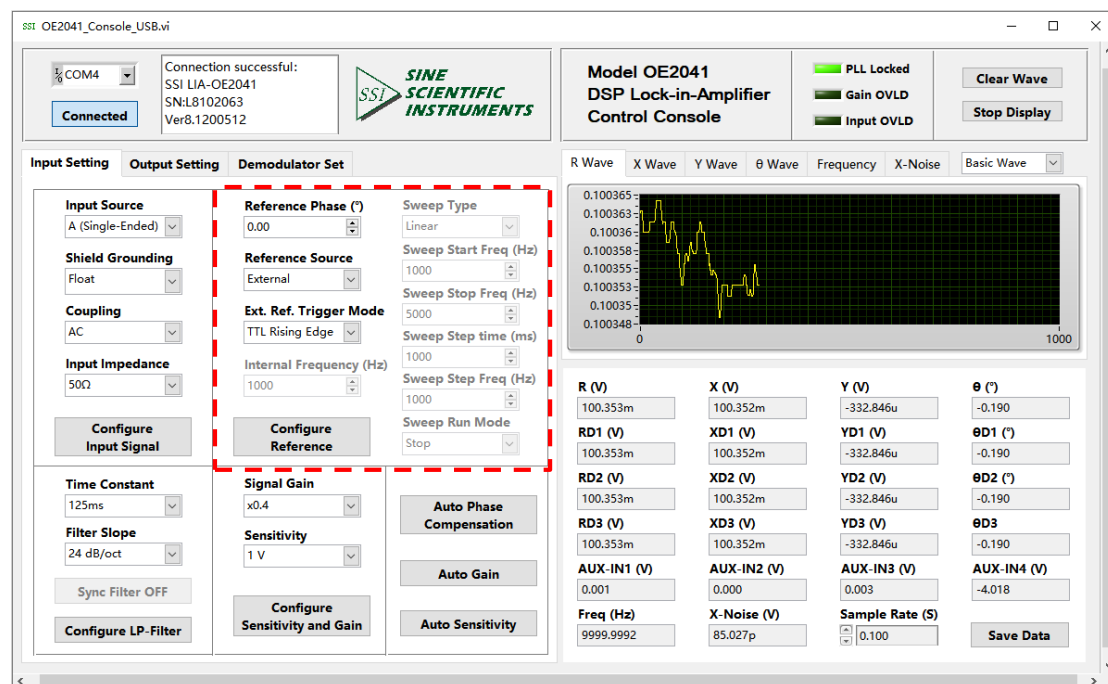 SSI OE2041_Console_USB.vi
COM4
Connected
Connection successful:
SSI LIA-OE2041
SN:L8102063
Ver8.1200512
SSI
SINE
SCIENTIFIC
INSTRUMENTS
Model OE2041
DSP Lock-in-Amplifier
Control Console
PLL Locked
Gain OVLD
Input OVLD
Clear Wave
Stop Display
Input Setting
Output Setting
Demodulator Set
Input Source
A (Single-Ended)
Shield Grounding
Float
Coupling
AC
Input Impedance
50Ω
Configure
Input Signal
Reference Phase (°)
0.00
Reference Source
External
Ext. Ref. Trigger Mode
TTL Rising Edge
Internal Frequency (Hz)
1000
Configure
Reference
Sweep Type
Linear
Sweep Start Freq (Hz)
1000
Sweep Stop Freq (Hz)
5000
Sweep Step time (ms)
1000
Sweep Step Freq (Hz)
1000
Sweep Run Mode
Stop
Time Constant
125ms
Filter Slope
24 dB/oct
Sync Filter OFF
Configure LP-Filter
Signal Gain
x0.4
Sensitivity
1 V
Configure
Sensitivity and Gain
Auto Phase
Compensation
Auto Gain
Auto Sensitivity
R Wave
X Wave
Y Wave
θ Wave
Frequency
X-Noise
Basic Wave
0.100365
0.100363
0.10036
0.100358
0.100355
0.100353
0.10035
0.100348
0
1000
R (V) X (V) Y (V) θ (°)
100.353m 100.352m -332.846u -0.190
RD1 (V) XD1 (V) YD1 (V) θD1 (°)
100.353m 100.352m -332.846u -0.190
RD2 (V) XD2 (V) YD2 (V) θD2 (°)
100.353m 100.352m -332.846u -0.190
RD3 (V) XD3 (V) YD3 (V) θD3
100.353m 100.352m -332.846u -0.190
AUX-IN1 (V) AUX-IN2 (V) AUX-IN3 (V) AUX-IN4 (V)
0.001 0.000 0.003 -4.018
Freq (Hz) X-Noise (V) Sample Rate (S)
9999.9992 85.027p 0.100 Save Data